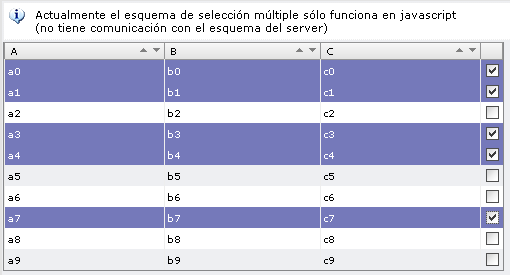 Actualmente el esquema de selección múltiple sólo funciona en javascript
(no tiene comunicación con el esquema del server)
A B C
a0 b0 c0
a1 b1 c1
a2 b2 c2
a3 b3 c3
a4 b4 c4
a5 b5 c5
a6 b6 c6
a7 b7 c7
a8 b8 c8
a9 b9 c9